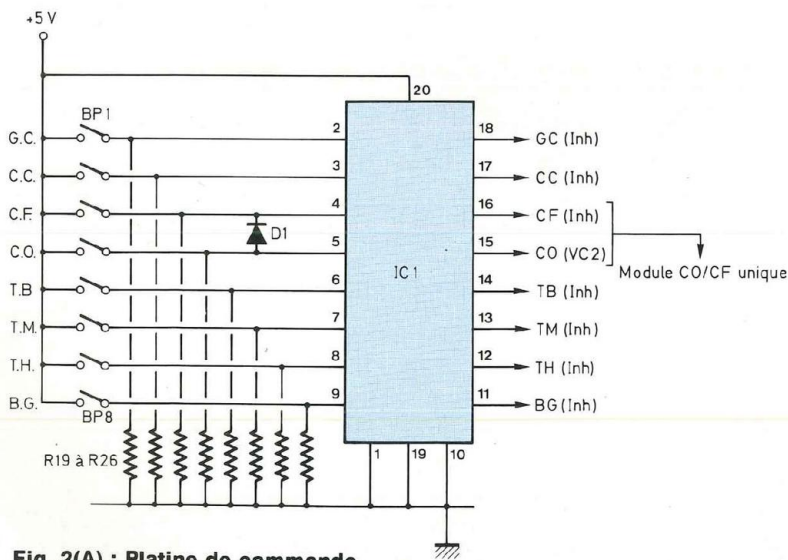 +5 V
20
BP1
G.C. 2 18 GC (Inh)
C.C. 3 17 CC (Inh)
C.F. 4 16 CF (Inh)
D1
C.O. 5 15 CO (VC2)
IC1
Module CO/CF unique
T.B 6 14 TB (Inh)
T.M. 7 13 TM (Inh)
T.H. 8 12 TH (Inh)
B.G. 9 11 BG (Inh)
BP8
R19 à R26
1 19 10
Fig. 2(A) : Platine de commande